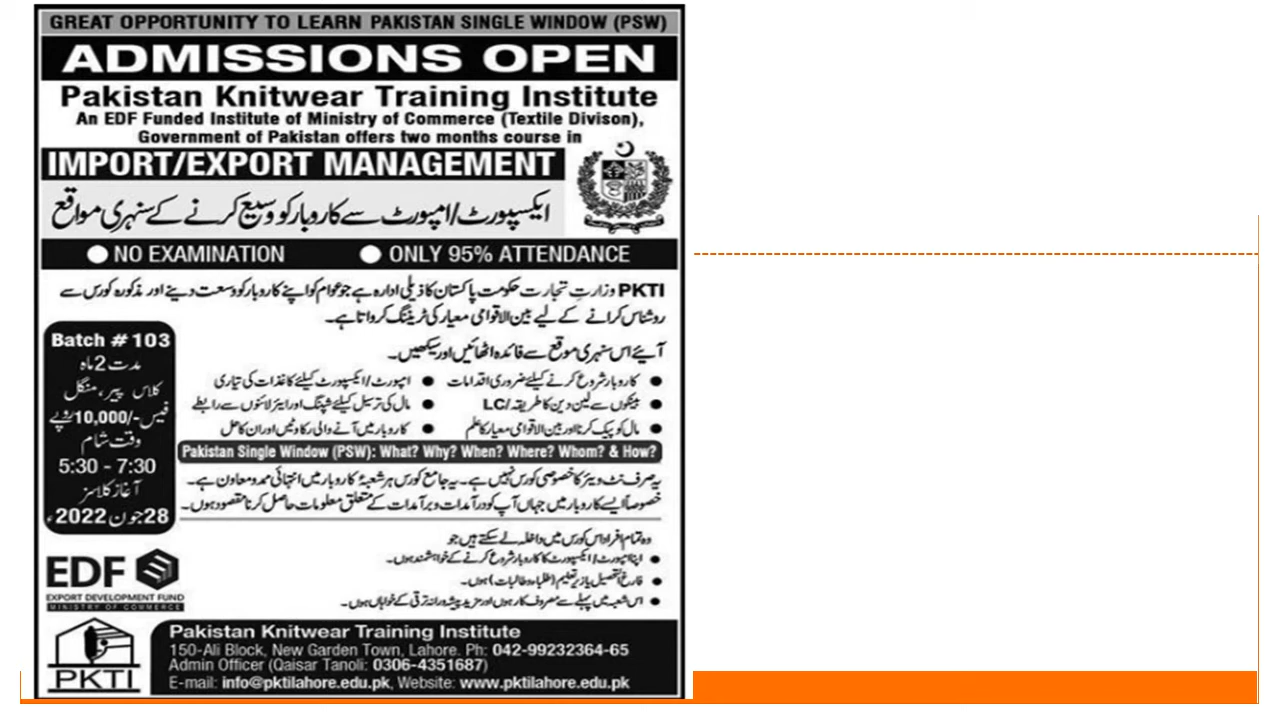 GREAT OPPORTUNITY TO LEARN PAKISTAN SINGLE WINDOW (PSW)
ADMISSIONS OPEN
Pakistan Knitwear Training Institute
An EDF Funded Institute of Ministry of Commerce (Textile Divison),
Government of Pakistan offers two months course in
IMPORT/EXPORT MANAGEMENT
ایکسپورٹ/امپورٹ سے کاروبار کو وسیع کرنے کے سنہری مواقع
● NO EXAMINATION ● ONLY 95% ATTENDANCE
PKTI وزارتِ تجارت حکومت پاکستان کا ذیلی ادارہ ہے جو عوام کو اپنے کاروبار کو وسعت دینے اور مذکورہ کورس سے
روشناس کرانے کے لیے بین الاقوامی معیار کی ٹریننگ کرواتا ہے۔
آیئے اس سنہری موقع سے فائدہ اٹھائیں اور سیکھیں۔
● کاروبار شروع کرنے کیلئے ضروری اقدامات ● امپورٹ/ایکسپورٹ کیلئے کاغذات کی تیاری
● بینکوں سے لین دین کا طریقہ/LC ● مال کی ترسیل کیلئے شپنگ اور ایئر لائنوں سے رابطے
● مال کو پیک کرنا اور بین الاقوامی معیار کا علم ● کاروبار میں آنے والی رکاوٹیں اور ان کا حل
Pakistan Single Window (PSW): What? Why? When? Where? Whom? & How?
یہ صرف نٹ ویئر کا خصوصی کورس نہیں ہے۔ یہ جامع کورس ہر شعبۂ کاروبار میں انتہائی ممدو معاون ہے۔
خصوصاً ایسے کاروبار میں جہاں آپ کو درآمدات و برآمدات کے متعلق معلومات حاصل کرنا مقصود ہوں۔
Batch # 103
مدت 2 ماہ
کلاس پیر، منگل
فیس -/10,000 روپے
وقت شام
5:30 - 7:30
آغاز کلاسز
28 جون 2022ء
وہ تمام افراد اس کورس میں داخلہ لے سکتے ہیں جو
● اپنا امپورٹ/ایکسپورٹ کا کاروبار شروع کرنے کے خواہشمند ہوں۔
● فارغ التحصیل یا زیر تعلیم (طلباء و طالبات) ہوں۔
● اس شعبہ میں پہلے سے مصروف کار ہوں اور مزید پیشہ ورانہ ترقی کے خواہاں ہوں۔
EDF
EXPORT DEVELOPMENT FUND
MINISTRY OF COMMERCE
PKTI
Pakistan Knitwear Training Institute
150-Ali Block, New Garden Town, Lahore. Ph: 042-99232364-65
Admin Officer (Qaisar Tanoli: 0306-4351687)
E-mail: info@pktilahore.edu.pk, Website: www.pktilahore.edu.pk